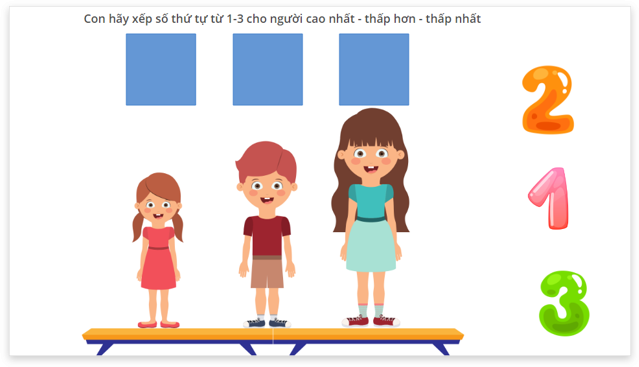 Con hãy xếp số thứ tự từ 1-3 cho người cao nhất - thấp hơn - thấp nhất
2
1
3